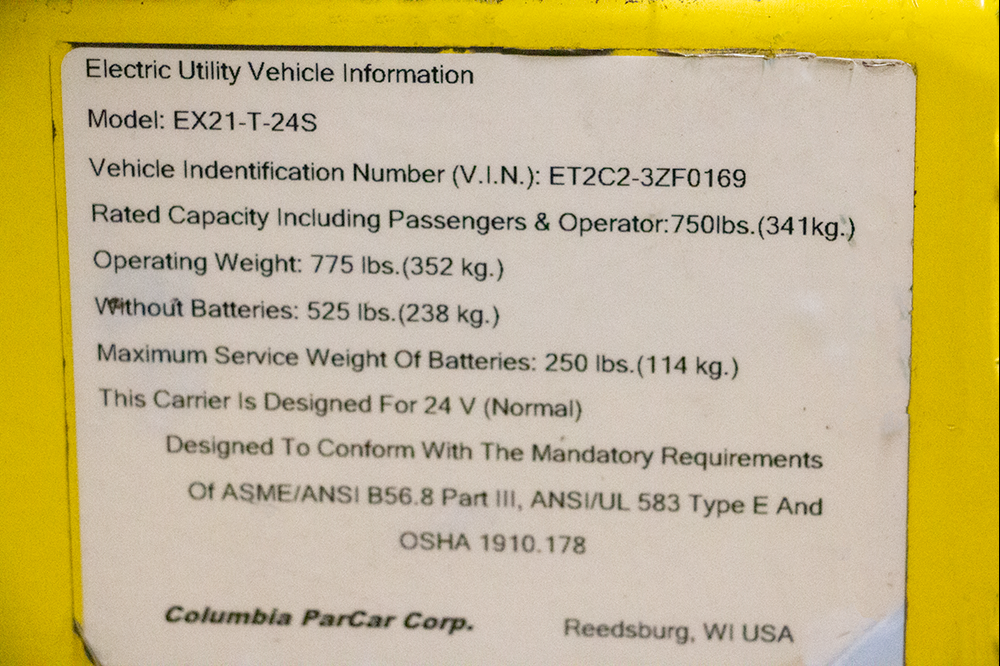 Electric Utility Vehicle Information
Model: EX21-T-24S
Vehicle Indentification Number (V.I.N.): ET2C2-3ZF0169
Rated Capacity Including Passengers & Operator:750lbs.(341kg.)
Operating Weight: 775 lbs.(352 kg.)
Without Batteries: 525 lbs.(238 kg.)
Maximum Service Weight Of Batteries: 250 lbs.(114 kg.)
This Carrier Is Designed For 24 V (Normal)
Designed To Conform With The Mandatory Requirements
Of ASME/ANSI B56.8 Part III, ANSI/UL 583 Type E And
OSHA 1910.178
Columbia ParCar Corp. Reedsburg, WI USA